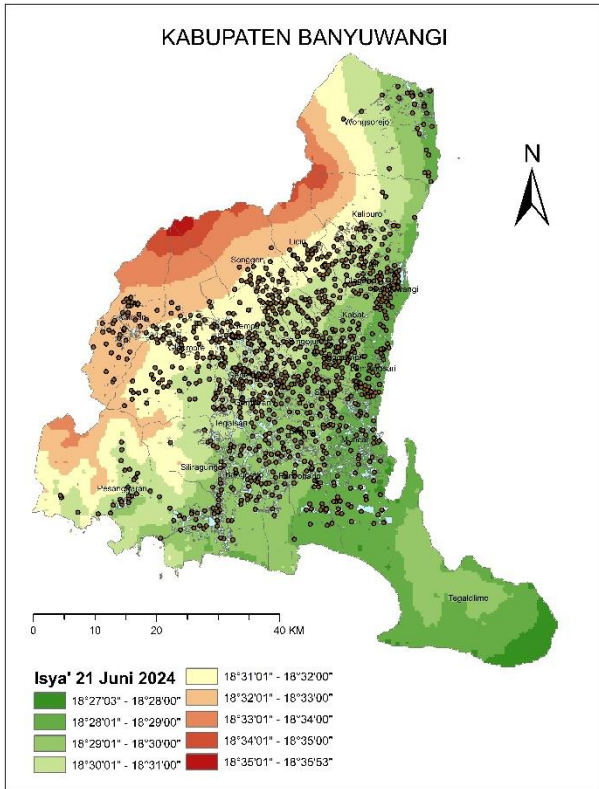 KABUPATEN BANYUWANGI
Wongsorejo
N
Kalipuro
Licin
Songgon
Kabat
Tegalsari
Siliragung
Pesanggaran
Tegaldlimo
0 10 20 40 KM
Isya' 21 Juni 2024
18°27'03" - 18°28'00"
18°28'01" - 18°29'00"
18°29'01" - 18°30'00"
18°30'01" - 18°31'00"
18°31'01" - 18°32'00"
18°32'01" - 18°33'00"
18°33'01" - 18°34'00"
18°34'01" - 18°35'00"
18°35'01" - 18°35'53"